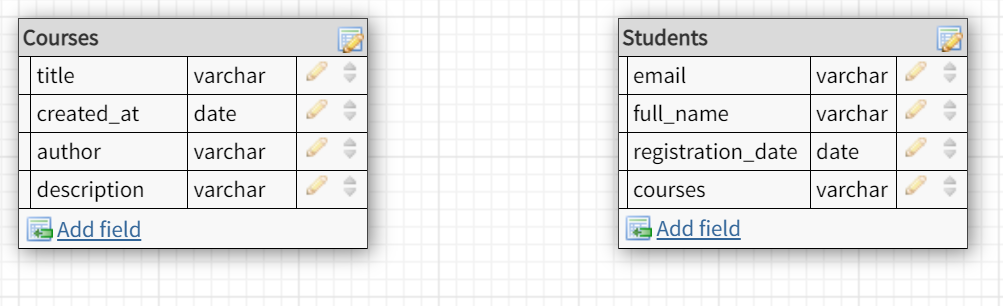 Courses
title varchar
created_at date
author varchar
description varchar
Add field
Students
email varchar
full_name varchar
registration_date date
courses varchar
Add field